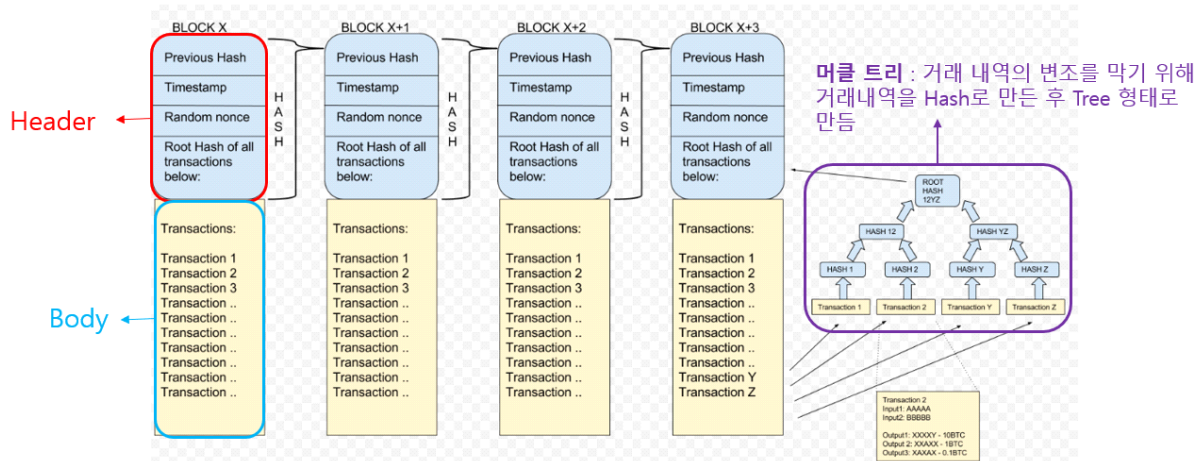 BLOCK X
Previous Hash
Timestamp
Random nonce
Root Hash of all
transactions
below:
Transactions:
Transaction 1
Transaction 2
Transaction 3
Transaction ..
Transaction ..
Transaction ..
Transaction ..
Transaction ..
Transaction ..
Transaction ..
Header
Body
HASH
BLOCK X+1
Previous Hash
Timestamp
Random nonce
Root Hash of all
transactions
below:
Transactions:
Transaction 1
Transaction 2
Transaction 3
Transaction ..
Transaction ..
Transaction ..
Transaction ..
Transaction ..
Transaction ..
Transaction ..
HASH
BLOCK X+2
Previous Hash
Timestamp
Random nonce
Root Hash of all
transactions
below:
Transactions:
Transaction 1
Transaction 2
Transaction 3
Transaction ..
Transaction ..
Transaction ..
Transaction ..
Transaction ..
Transaction ..
Transaction ..
HASH
BLOCK X+3
Previous Hash
Timestamp
Random nonce
Root Hash of all
transactions
below:
Transactions:
Transaction 1
Transaction 2
Transaction 3
Transaction ..
Transaction ..
Transaction ..
Transaction ..
Transaction ..
Transaction Y
Transaction Z
머클 트리 : 거래 내역의 변조를 막기 위해
거래내역을 Hash로 만든 후 Tree 형태로
만듬
ROOT
HASH
12YZ
HASH 12
HASH YZ
HASH 1
HASH 2
HASH Y
HASH Z
Transaction 1
Transaction 2
Transaction Y
Transaction Z
Transaction 2
Input1: AAAAA
Input2: BBBBB
Output1: XXXXY - 10BTC
Output 2: XXAXX - 1BTC
Output3: XAXAX - 0.1BTC